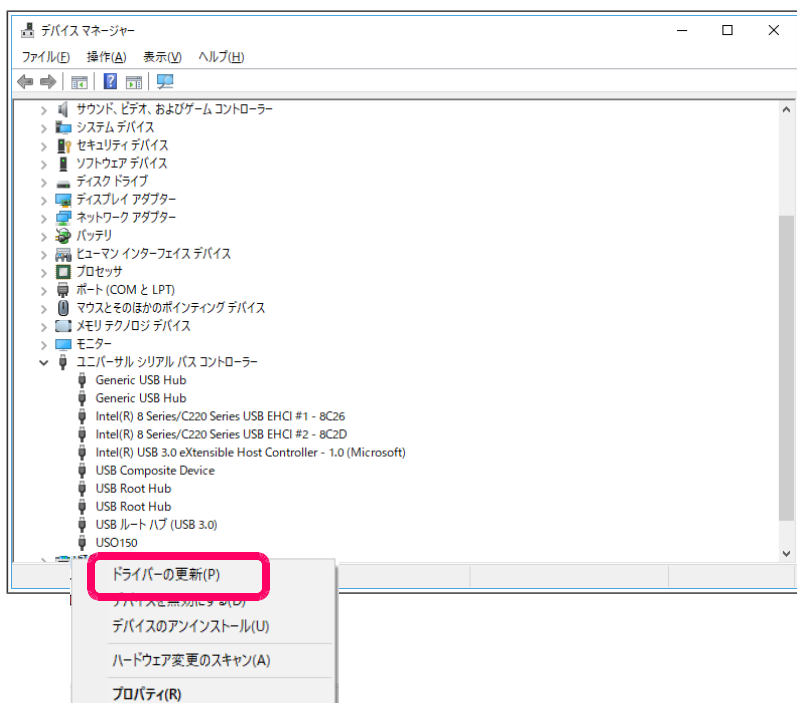 デバイス マネージャー
ファイル(F) 操作(A) 表示(V) ヘルプ(H)
サウンド、ビデオ、およびゲーム コントローラー
システム デバイス
セキュリティ デバイス
ソフトウェア デバイス
ディスク ドライブ
ディスプレイ アダプター
ネットワーク アダプター
バッテリ
ヒューマン インターフェイス デバイス
プロセッサ
ポート (COM と LPT)
マウスとそのほかのポインティング デバイス
メモリ テクノロジ デバイス
モニター
ユニバーサル シリアル バス コントローラー
Generic USB Hub
Generic USB Hub
Intel(R) 8 Series/C220 Series USB EHCI #1 - 8C26
Intel(R) 8 Series/C220 Series USB EHCI #2 - 8C2D
Intel(R) USB 3.0 eXtensible Host Controller - 1.0 (Microsoft)
USB Composite Device
USB Root Hub
USB Root Hub
USB ルート ハブ (USB 3.0)
USO150
ドライバーの更新(P)
デバイスを無効にする(D)
デバイスのアンインストール(U)
ハードウェア変更のスキャン(A)
プロパティ(R)